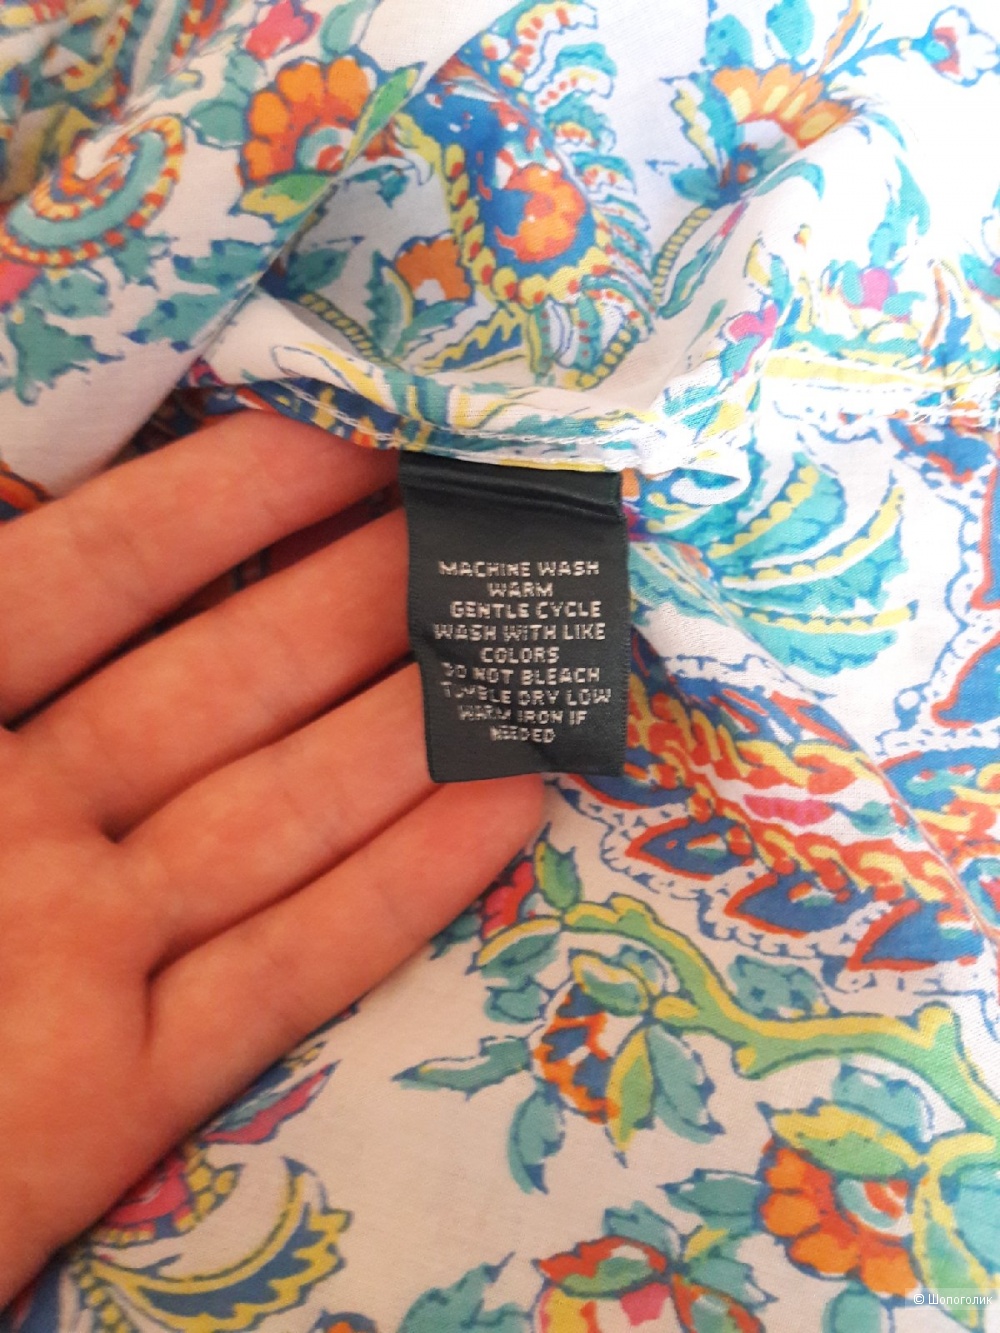 MACHINE WASH
WARM
GENTLE CYCLE
WASH WITH LIKE
COLORS
DO NOT BLEACH
TUMBLE DRY LOW
WARM IRON IF
NEEDED
© Шопоголик